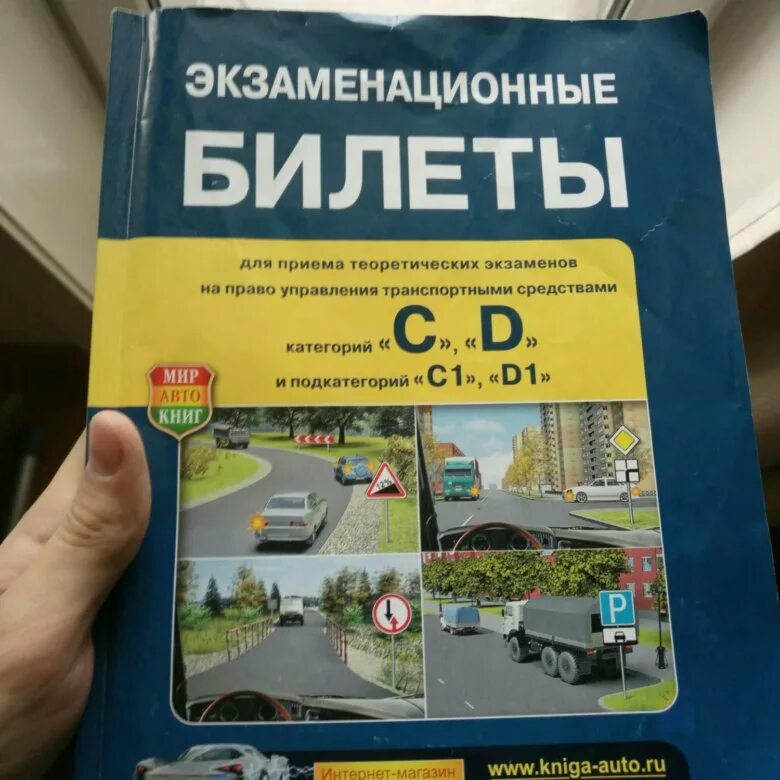 ЭКЗАМЕНАЦИОННЫЕ
БИЛЕТЫ
для приема теоретических экзаменов
на право управления транспортными средствами
категорий «C», «D»
и подкатегорий «C1», «D1»
МИР
АВТО
КНИГ
12%
P
Интернет-магазин
www.kniga-auto.ru